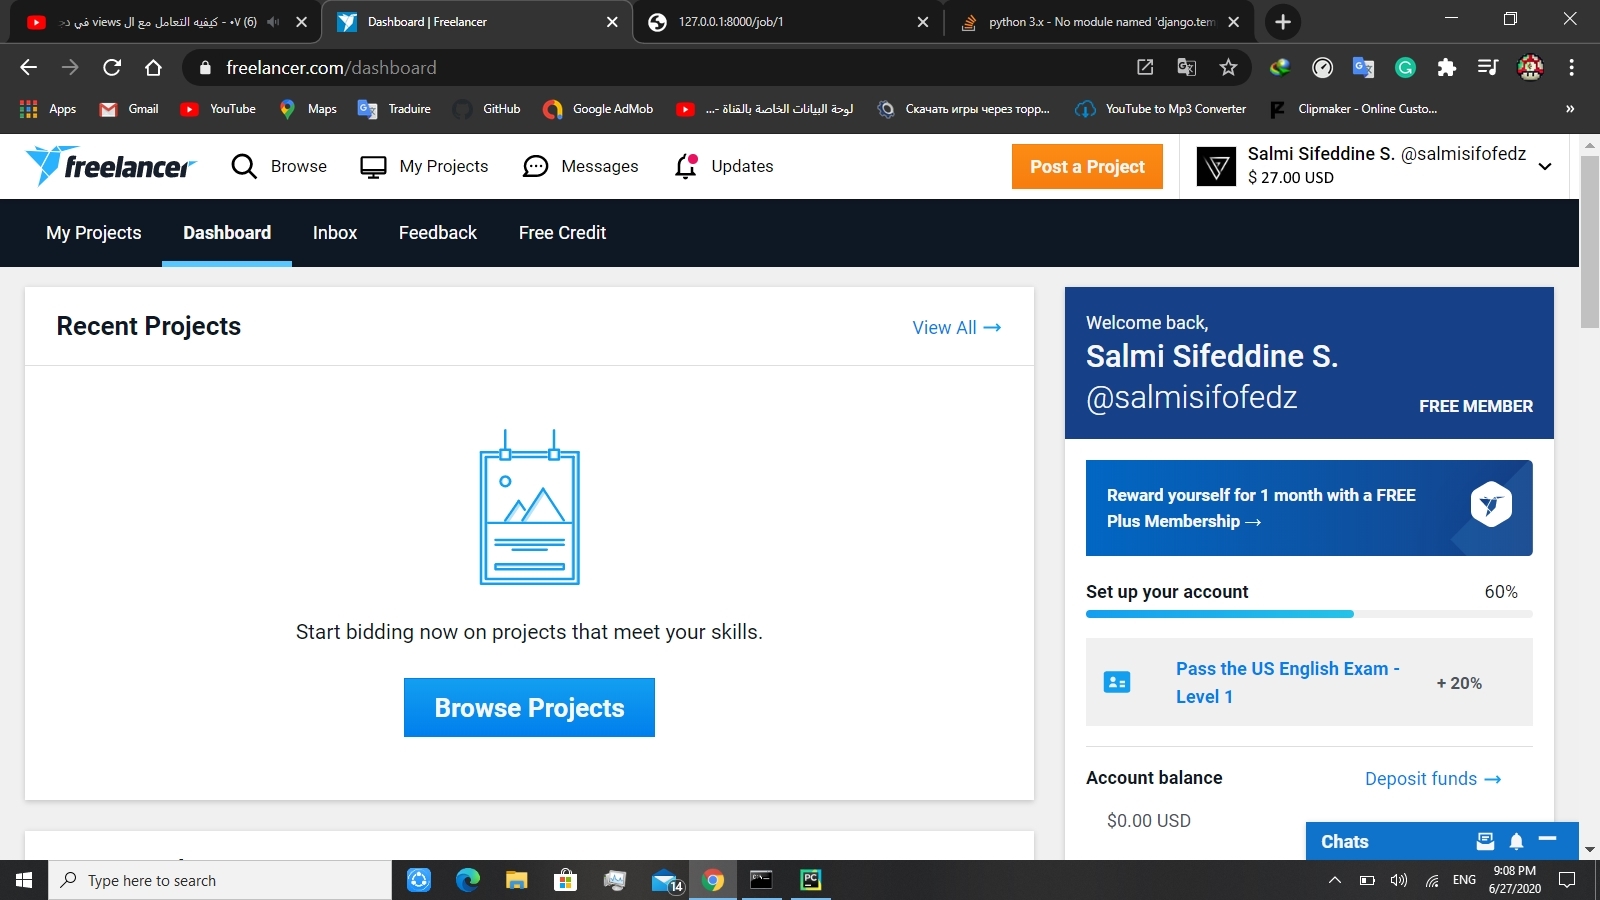 ٠٧ - كيفيه التعامل مع ال views في د (6)
Dashboard | Freelancer
127.0.0.1:8000/job/1
python 3.x - No module named 'django.tem
freelancer.com/dashboard
Apps
Gmail
YouTube
Maps
Traduire
GitHub
Google AdMob
لوحة البيانات الخاصة بالقناة -...
Скачать игры через торр...
YouTube to Mp3 Converter
Clipmaker - Online Custo...
»
freelancer
Browse
My Projects
Messages
Updates
Post a Project
Salmi Sifeddine S. @salmisifofedz
$ 27.00 USD
My Projects
Dashboard
Inbox
Feedback
Free Credit
Recent Projects
View All →
Start bidding now on projects that meet your skills.
Browse Projects
Welcome back,
Salmi Sifeddine S.
@salmisifofedz
FREE MEMBER
Reward yourself for 1 month with a FREE
Plus Membership →
Set up your account
60%
Pass the US English Exam -
Level 1
+ 20%
Account balance
Deposit funds →
$0.00 USD
Chats
Type here to search
14
PC
ENG
9:08 PM
6/27/2020